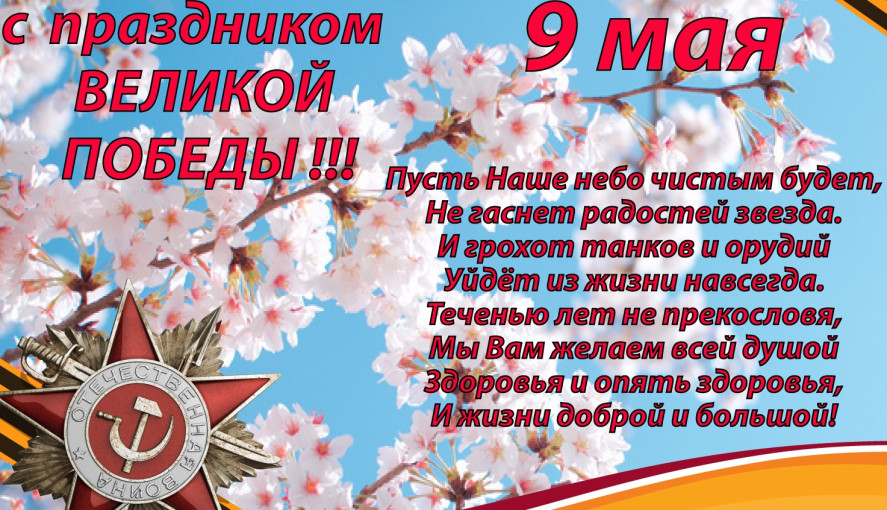 с праздником
ВЕЛИКОЙ
ПОБЕДЫ !!!
9 мая
Пусть Наше небо чистым будет,
Не гаснет радостей звезда.
И грохот танков и орудий
Уйдёт из жизни навсегда.
Теченью лет не прекословя,
Мы Вам желаем всей душой
Здоровья и опять здоровья,
И жизни доброй и большой!
ОТЕЧЕСТВЕННАЯ ВОЙНА